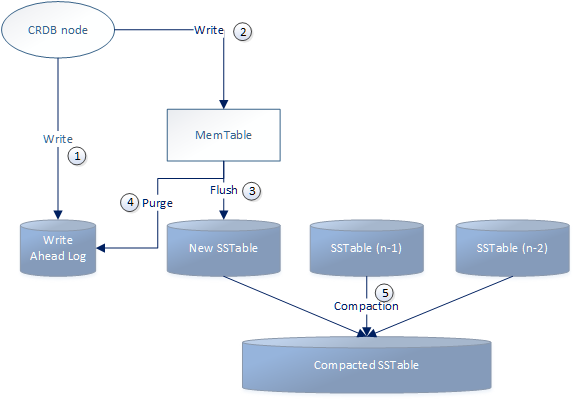 CRDB node
Write 2
Write
1
MemTable
Flush 3
4 Purge
Write
Ahead Log
New SSTable
SSTable (n-1)
SSTable (n-2)
5
Compaction
Compacted SSTable